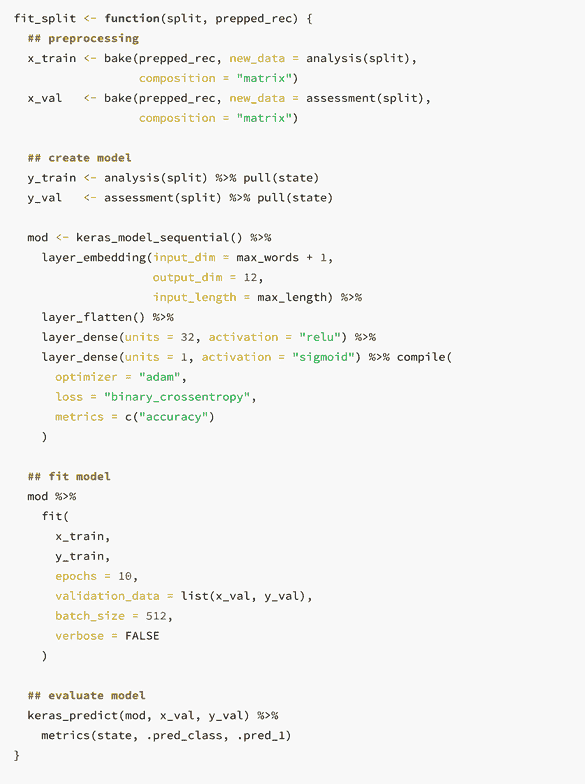 fit_split <- function(split, prepped_rec) {
  ## preprocessing
  x_train <- bake(prepped_rec, new_data = analysis(split),
                  composition = "matrix")
  x_val   <- bake(prepped_rec, new_data = assessment(split),
                  composition = "matrix")

  ## create model
  y_train <- analysis(split) %>% pull(state)
  y_val   <- assessment(split) %>% pull(state)

  mod <- keras_model_sequential() %>%
    layer_embedding(input_dim = max_words + 1,
                    output_dim = 12,
                    input_length = max_length) %>%
    layer_flatten() %>%
    layer_dense(units = 32, activation = "relu") %>%
    layer_dense(units = 1, activation = "sigmoid") %>% compile(
      optimizer = "adam",
      loss = "binary_crossentropy",
      metrics = c("accuracy")
    )

  ## fit model
  mod %>%
    fit(
      x_train,
      y_train,
      epochs = 10,
      validation_data = list(x_val, y_val),
      batch_size = 512,
      verbose = FALSE
    )

  ## evaluate model
  keras_predict(mod, x_val, y_val) %>%
    metrics(state, .pred_class, .pred_1)
}